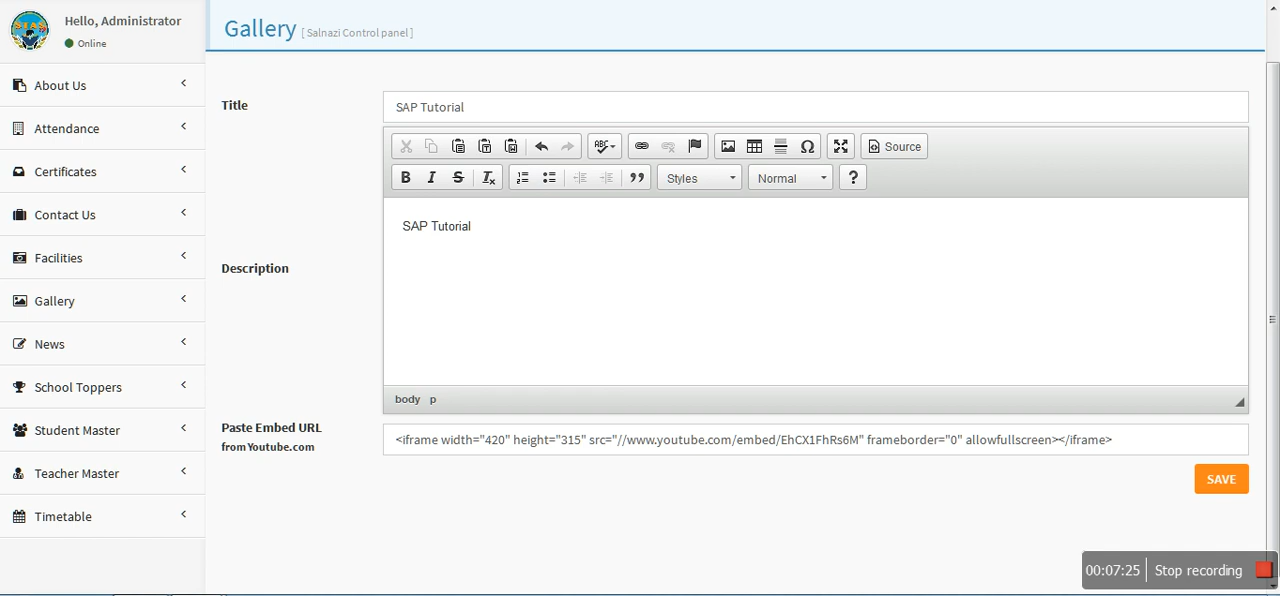 Hello, Administrator
Online
About Us
Attendance
Certificates
Contact Us
Facilities
Gallery
News
School Toppers
Student Master
Teacher Master
Timetable
Gallery [ Salnazi Control panel ]
Title
SAP Tutorial
ABC
Source
Styles
Normal
?
Description
SAP Tutorial
body p
Paste Embed URL
from Youtube.com
<iframe width="420" height="315" src="//www.youtube.com/embed/EhCX1FhRs6M" frameborder="0" allowfullscreen></iframe>
SAVE
00:07:25 Stop recording